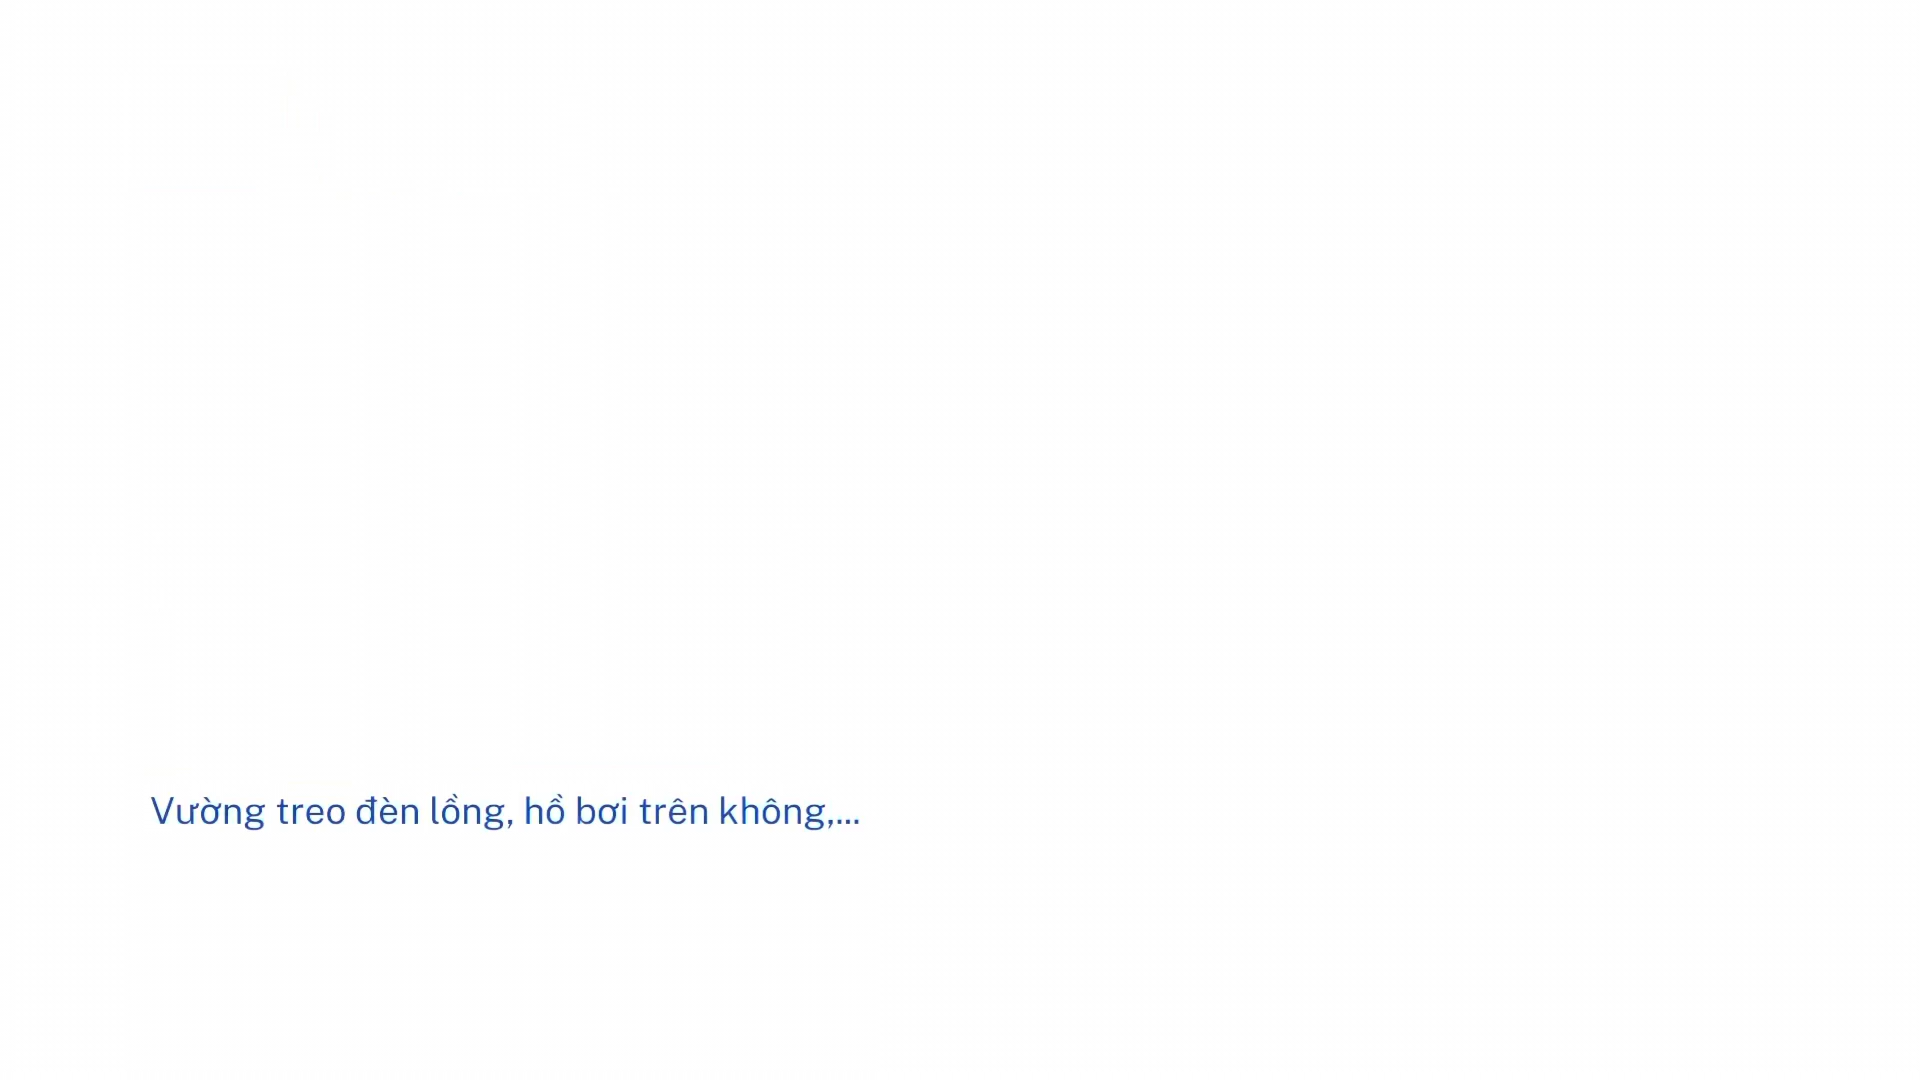 Vường treo đèn lồng, hồ bơi trên không,...